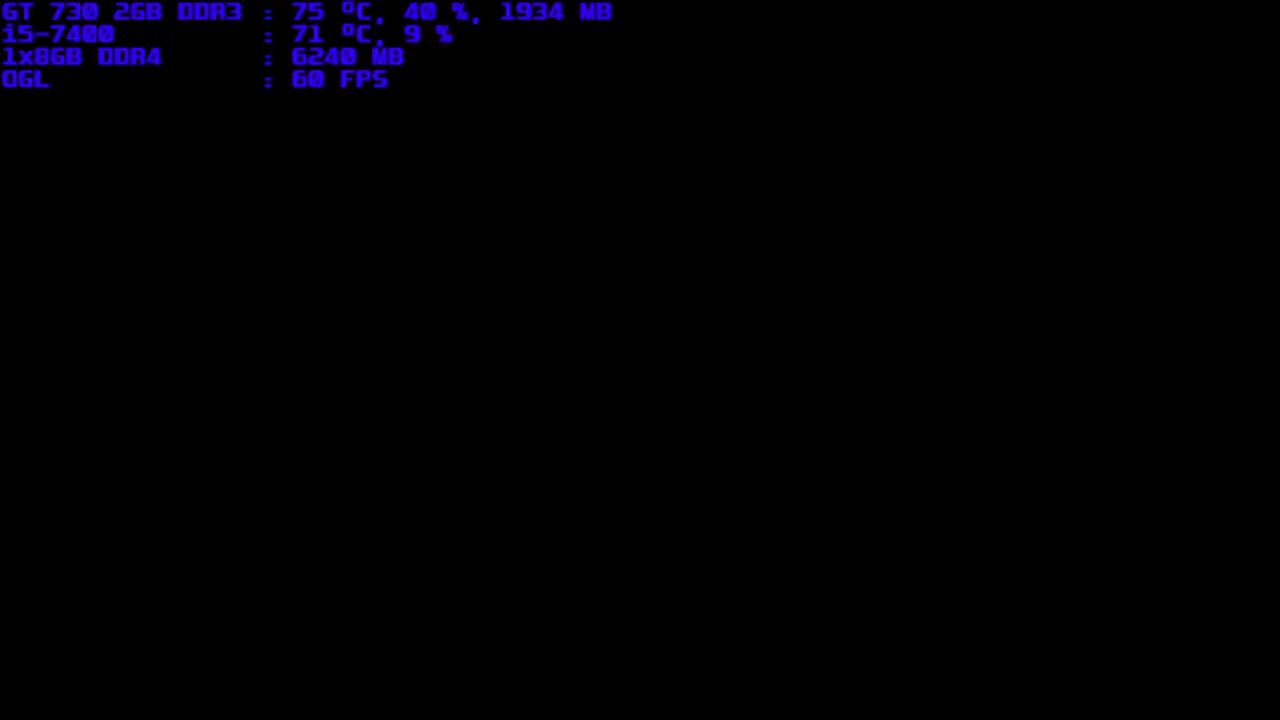 GT 730 2GB DDR3 : 75 ºC, 40 %, 1934 MB
i5-7400 : 71 ºC, 9 %
1x8GB DDR4 : 6240 MB
OGL : 60 FPS